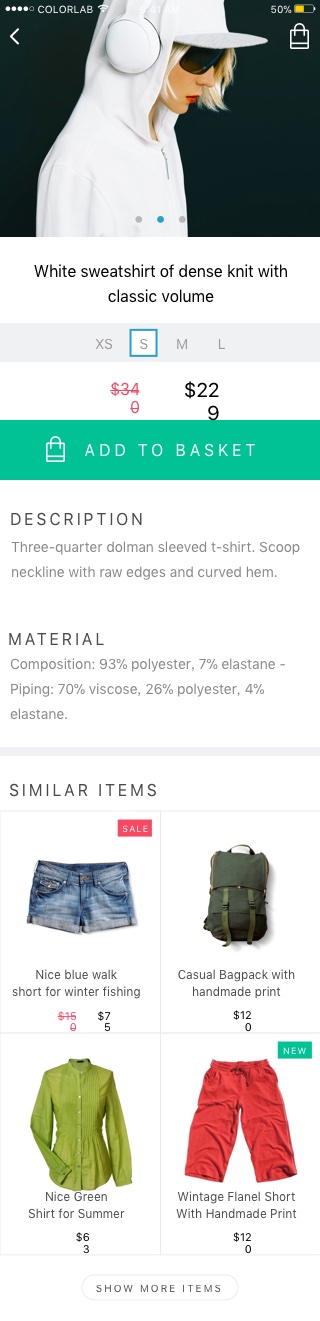 COLORLAB 50%
White sweatshirt of dense knit with
classic volume
XS S M L
$34 $22
0 9
ADD TO BASKET
DESCRIPTION
Three-quarter dolman sleeved t-shirt. Scoop
neckline with raw edges and curved hem.
MATERIAL
Composition: 93% polyester, 7% elastane -
Piping: 70% viscose, 26% polyester, 4%
elastane.
SIMILAR ITEMS
SALE
Nice blue walk
short for winter fishing
$15 $7
0 5
Casual Bagpack with
handmade print
$12
0
Nice Green
Shirt for Summer
$6
3
NEW
Wintage Flanel Short
With Handmade Print
$12
0
SHOW MORE ITEMS